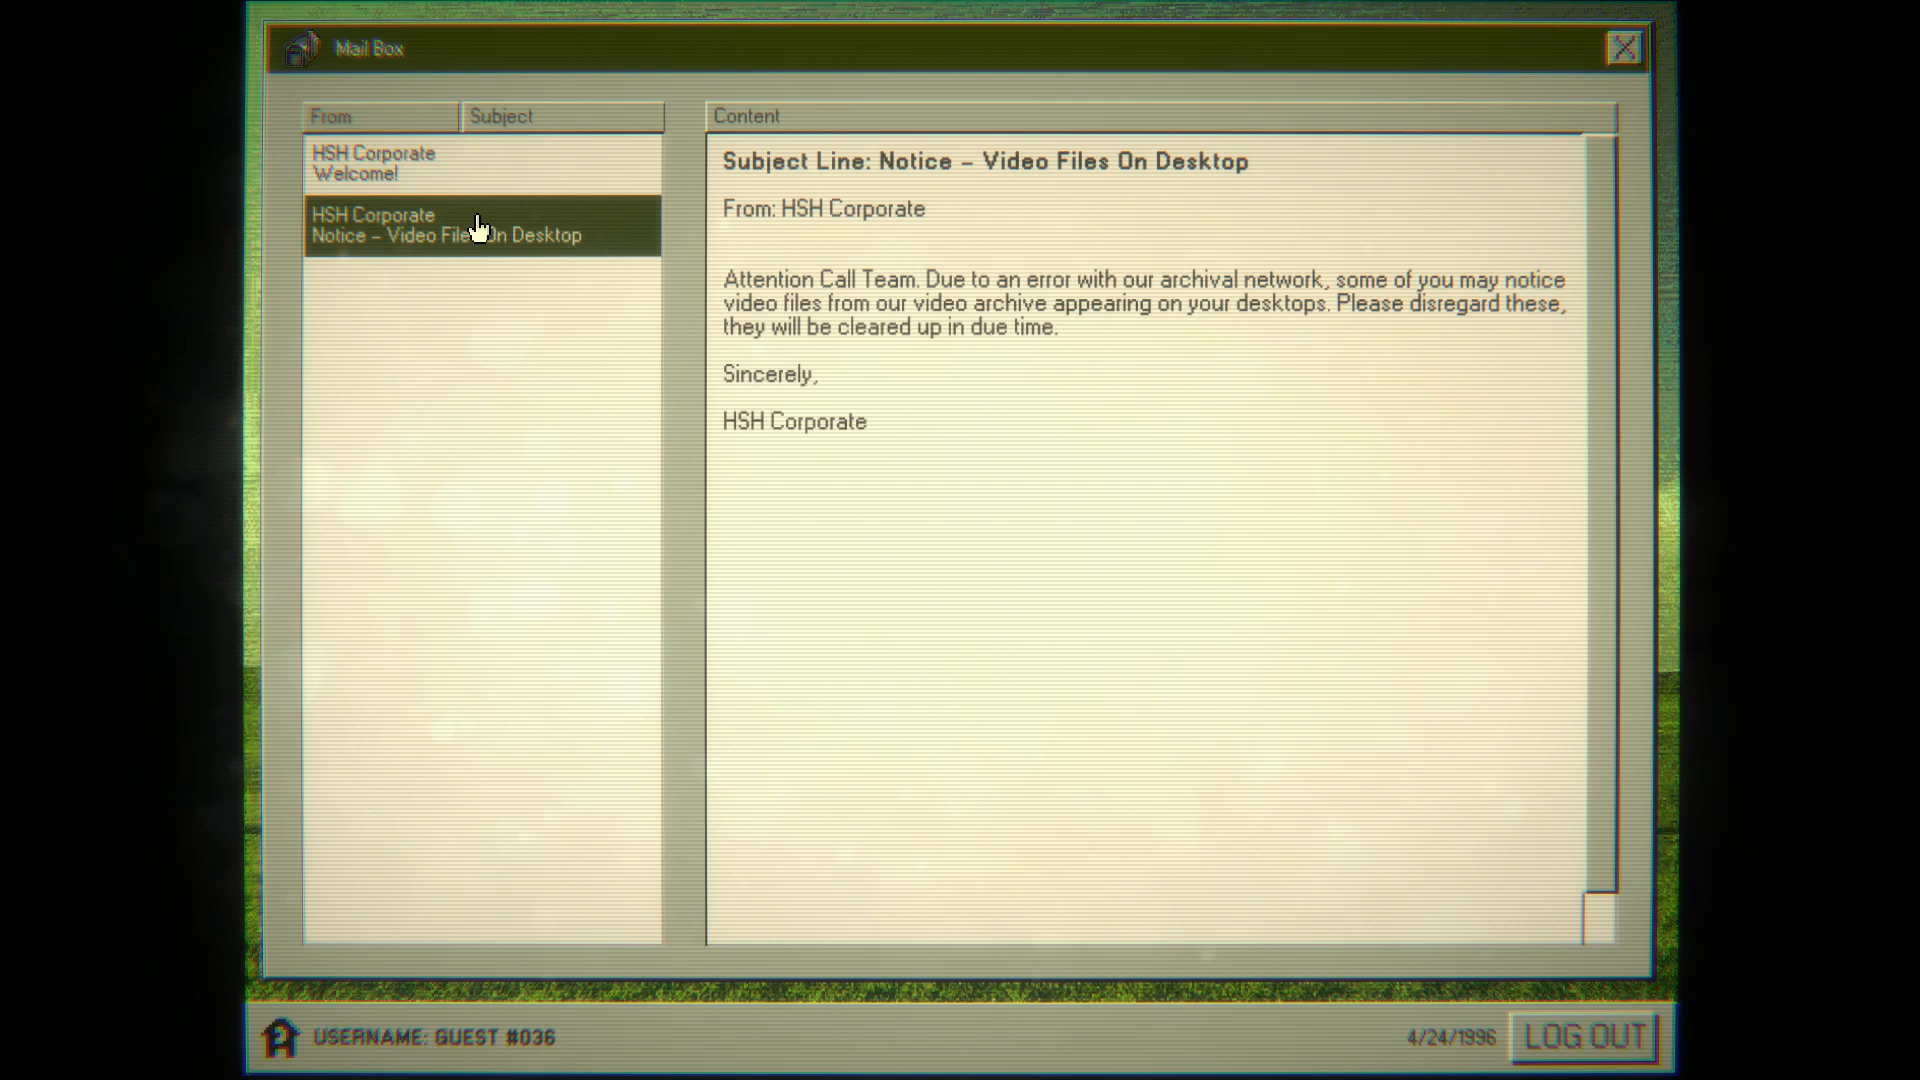 Mail Box
From
Subject
HSH Corporate
Welcome!
HSH Corporate
Notice – Video File On Desktop
Content
Subject Line: Notice – Video Files On Desktop
From: HSH Corporate
Attention Call Team. Due to an error with our archival network, some of you may notice
video files from our video archive appearing on your desktops. Please disregard these,
they will be cleared up in due time.
Sincerely,
HSH Corporate
USERNAME: GUEST #036
4/24/1996
LOG OUT